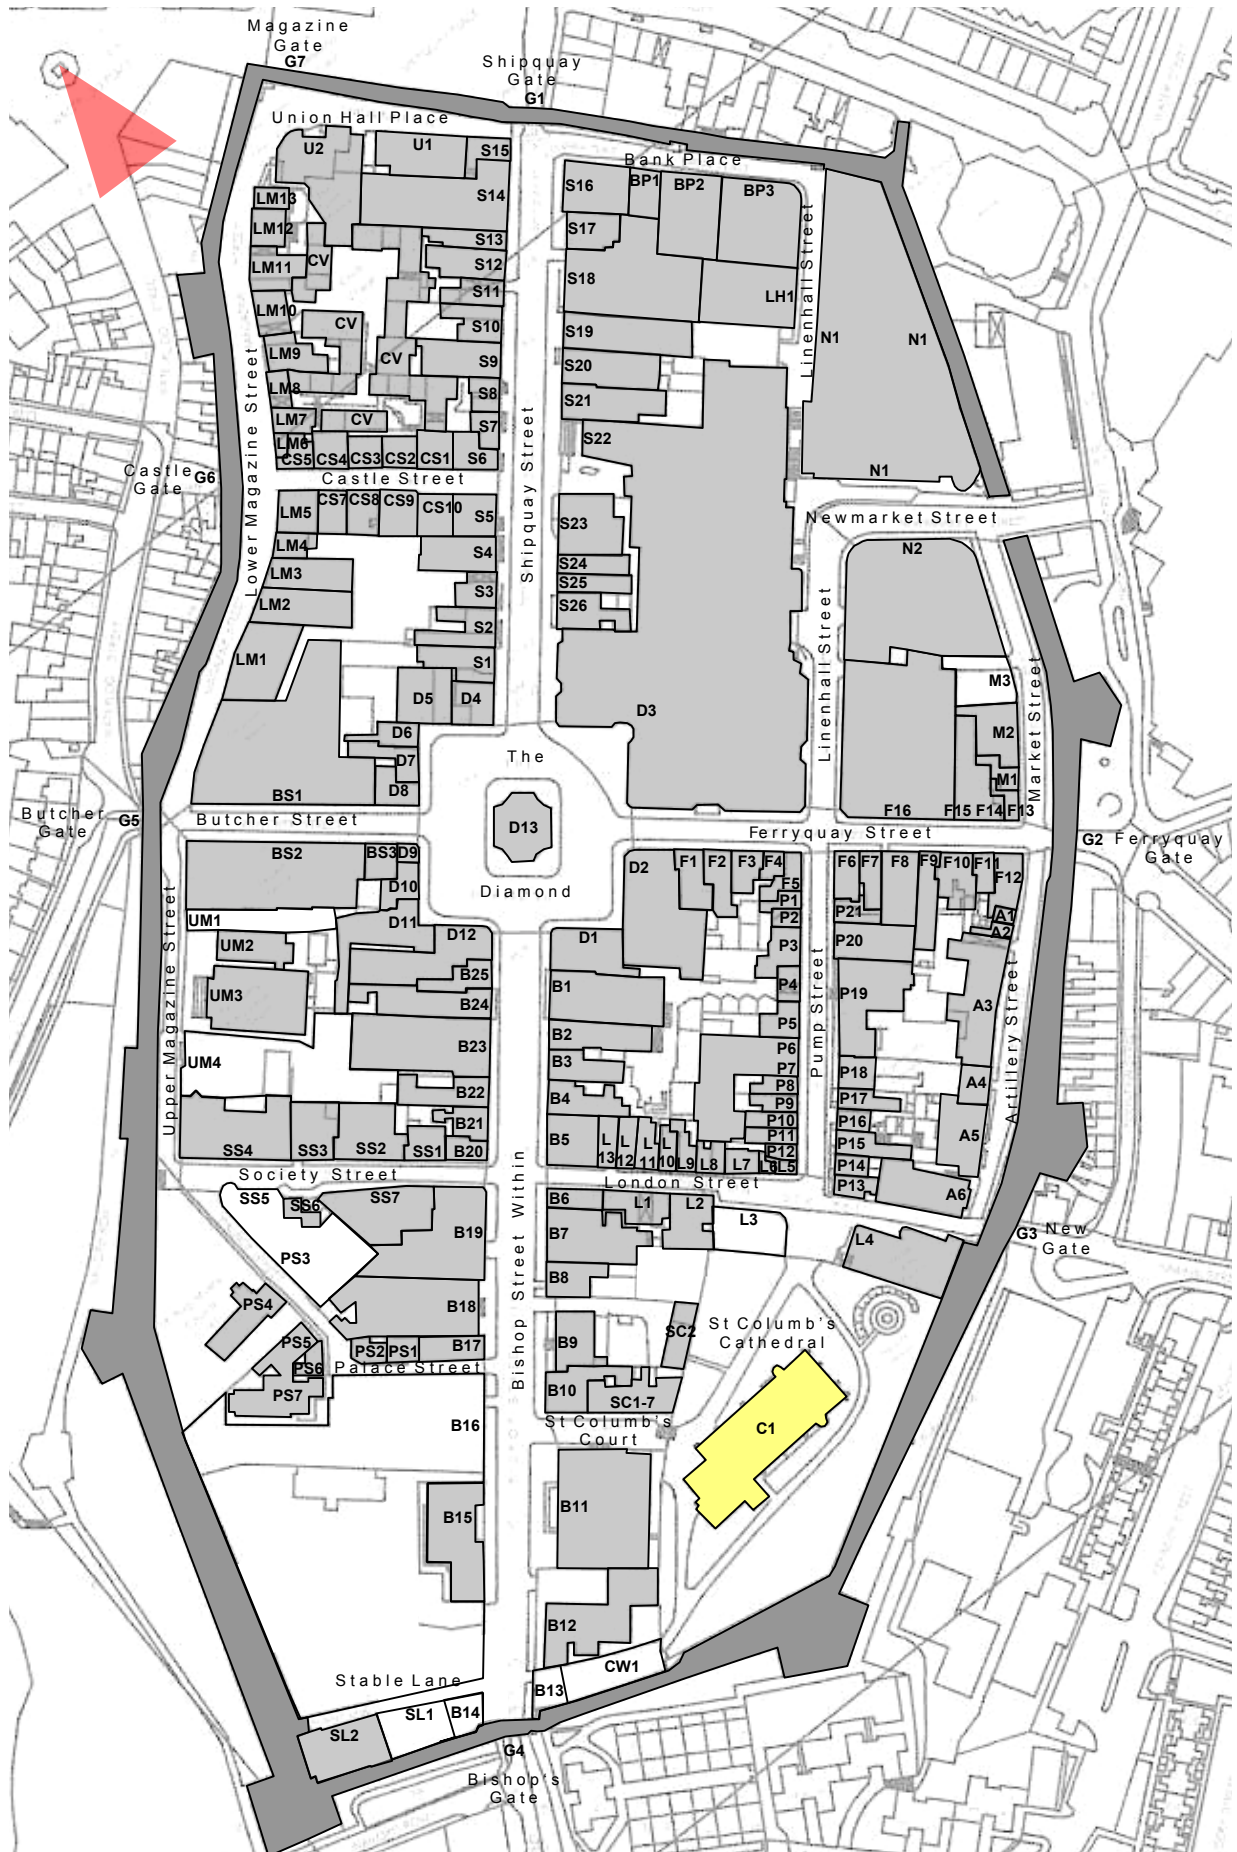 Magazine
Gate
G7
Shipquay
Gate
G1
Union Hall Place
U2
U1
S15
S14
Bank Place
S16
BP1
BP2
BP3
LM13
LM12
LM11
LM10
LM9
LM8
LM7
LM6
CV
CV
CV
CV
S13
S12
S11
S10
S9
S8
S7
S17
S18
S19
S20
S21
S22
LH1
Linenhall Street
N1
N1
N1
Lower Magazine Street
Shipquay Street
CS5
CS4
CS3
CS2
CS1
S6
Castle
Gate
G6
Castle Street
LM5
CS7
CS8
CS9
CS10
S5
LM4
S4
LM3
S3
LM2
S2
LM1
S1
S23
S24
S25
S26
Newmarket Street
N2
Linenhall Street
Market Street
M3
M2
M1
D5
D4
D6
D7
D8
D3
The
D13
Diamond
BS1
F16
F15
F14
F13
Butcher
Gate
G5
Butcher Street
Ferryquay Street
G2
Ferryquay
Gate
BS2
BS3
D9
D10
D11
D12
D2
D1
F1
F2
F3
F4
F5
F6
F7
F8
F9
F10
F11
F12
UM1
UM2
UM3
UM4
Upper Magazine Street
P1
P2
P3
P4
P5
P6
P7
P8
P9
P10
P11
P12
Pump Street
P21
P20
P19
P18
P17
P16
P15
P14
P13
A1
A2
A3
A4
A5
A6
Artillery Street
B25
B24
B23
B22
B21
B20
B1
B2
B3
B4
B5
L
13
L
12
L
11
L
10
L9
L8
L7
L6
L5
SS4
SS3
SS2
SS1
Society Street
London Street
SS5
SS6
SS7
B19
Bishop Street Within
B6
B7
B8
L1
L2
L3
L4
G3
New
Gate
PS3
PS4
PS5
PS6
PS7
B18
PS2
PS1
B17
Palace Street
B9
SC2
St Columb's
Cathedral
B10
SC1-7
St Columb's
Court
C1
B16
B15
B11
B12
Stable Lane
CW1
B13
SL2
SL1
B14
G4
Bishop's
Gate